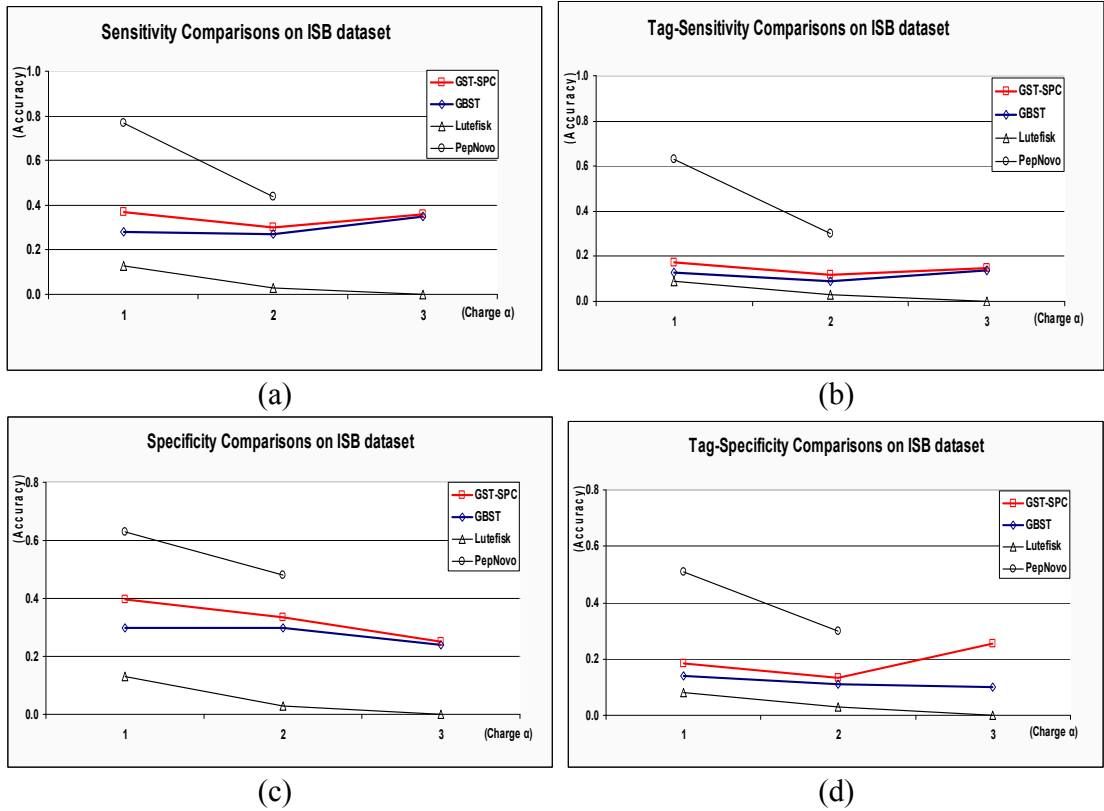 Sensitivity Comparisons on ISB dataset
(Accuracy)
1.0
0.8
0.6
0.4
0.2
0.0
GST-SPC
GBST
Lutefisk
PepNovo
1
2
3
(Charge α)
(a)
Tag-Sensitivity Comparisons on ISB dataset
(Accuracy)
1.0
0.8
0.6
0.4
0.2
0.0
GST-SPC
GBST
Lutefisk
PepNovo
1
2
3
(Charge α)
(b)
Specificity Comparisons on ISB dataset
(Accuracy)
0.8
0.6
0.4
0.2
0.0
GST-SPC
GBST
Lutefisk
PepNovo
1
2
3
(Charge α)
(c)
Tag-Specificity Comparisons on ISB dataset
(Accuracy)
0.8
0.6
0.4
0.2
0.0
GST-SPC
GBST
Lutefisk
PepNovo
1
2
3
(Charge α)
(d)